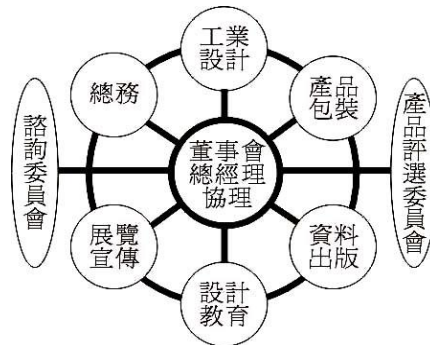 工業
設計
總務
產品
包裝
諮詢委員會
董事會
總經理
協理
產品評選委員會
展覽
宣傳
資料
出版
設計
教育